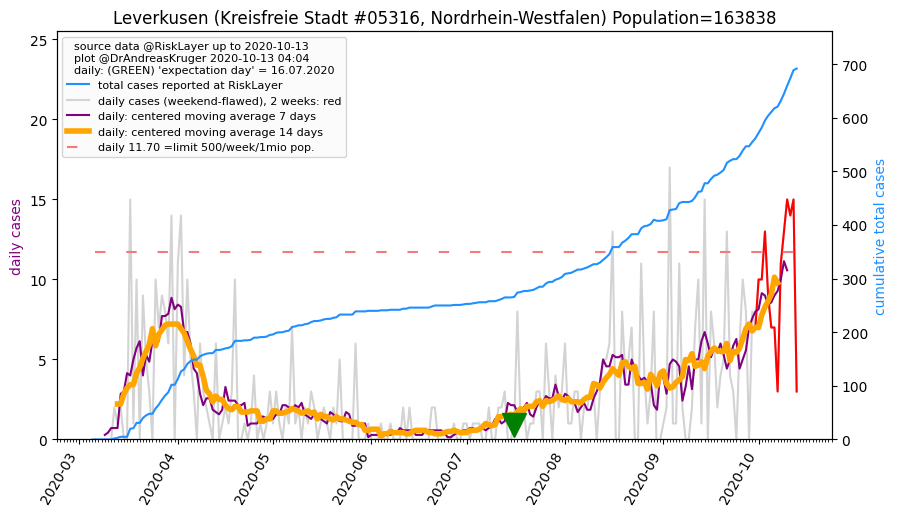 Leverkusen (Kreisfreie Stadt #05316, Nordrhein-Westfalen) Population=163838
source data @RiskLayer up to 2020-10-13
plot @DrAndreasKruger 2020-10-13 04:04
daily: (GREEN) 'expectation day' = 16.07.2020
total cases reported at RiskLayer
daily cases (weekend-flawed), 2 weeks: red
daily: centered moving average 7 days
daily: centered moving average 14 days
daily 11.70 =limit 500/week/1mio pop.
daily cases
25
20
15
10
5
0
cumulative total cases
700
600
500
400
300
200
100
0
2020-03
2020-04
2020-05
2020-06
2020-07
2020-08
2020-09
2020-10